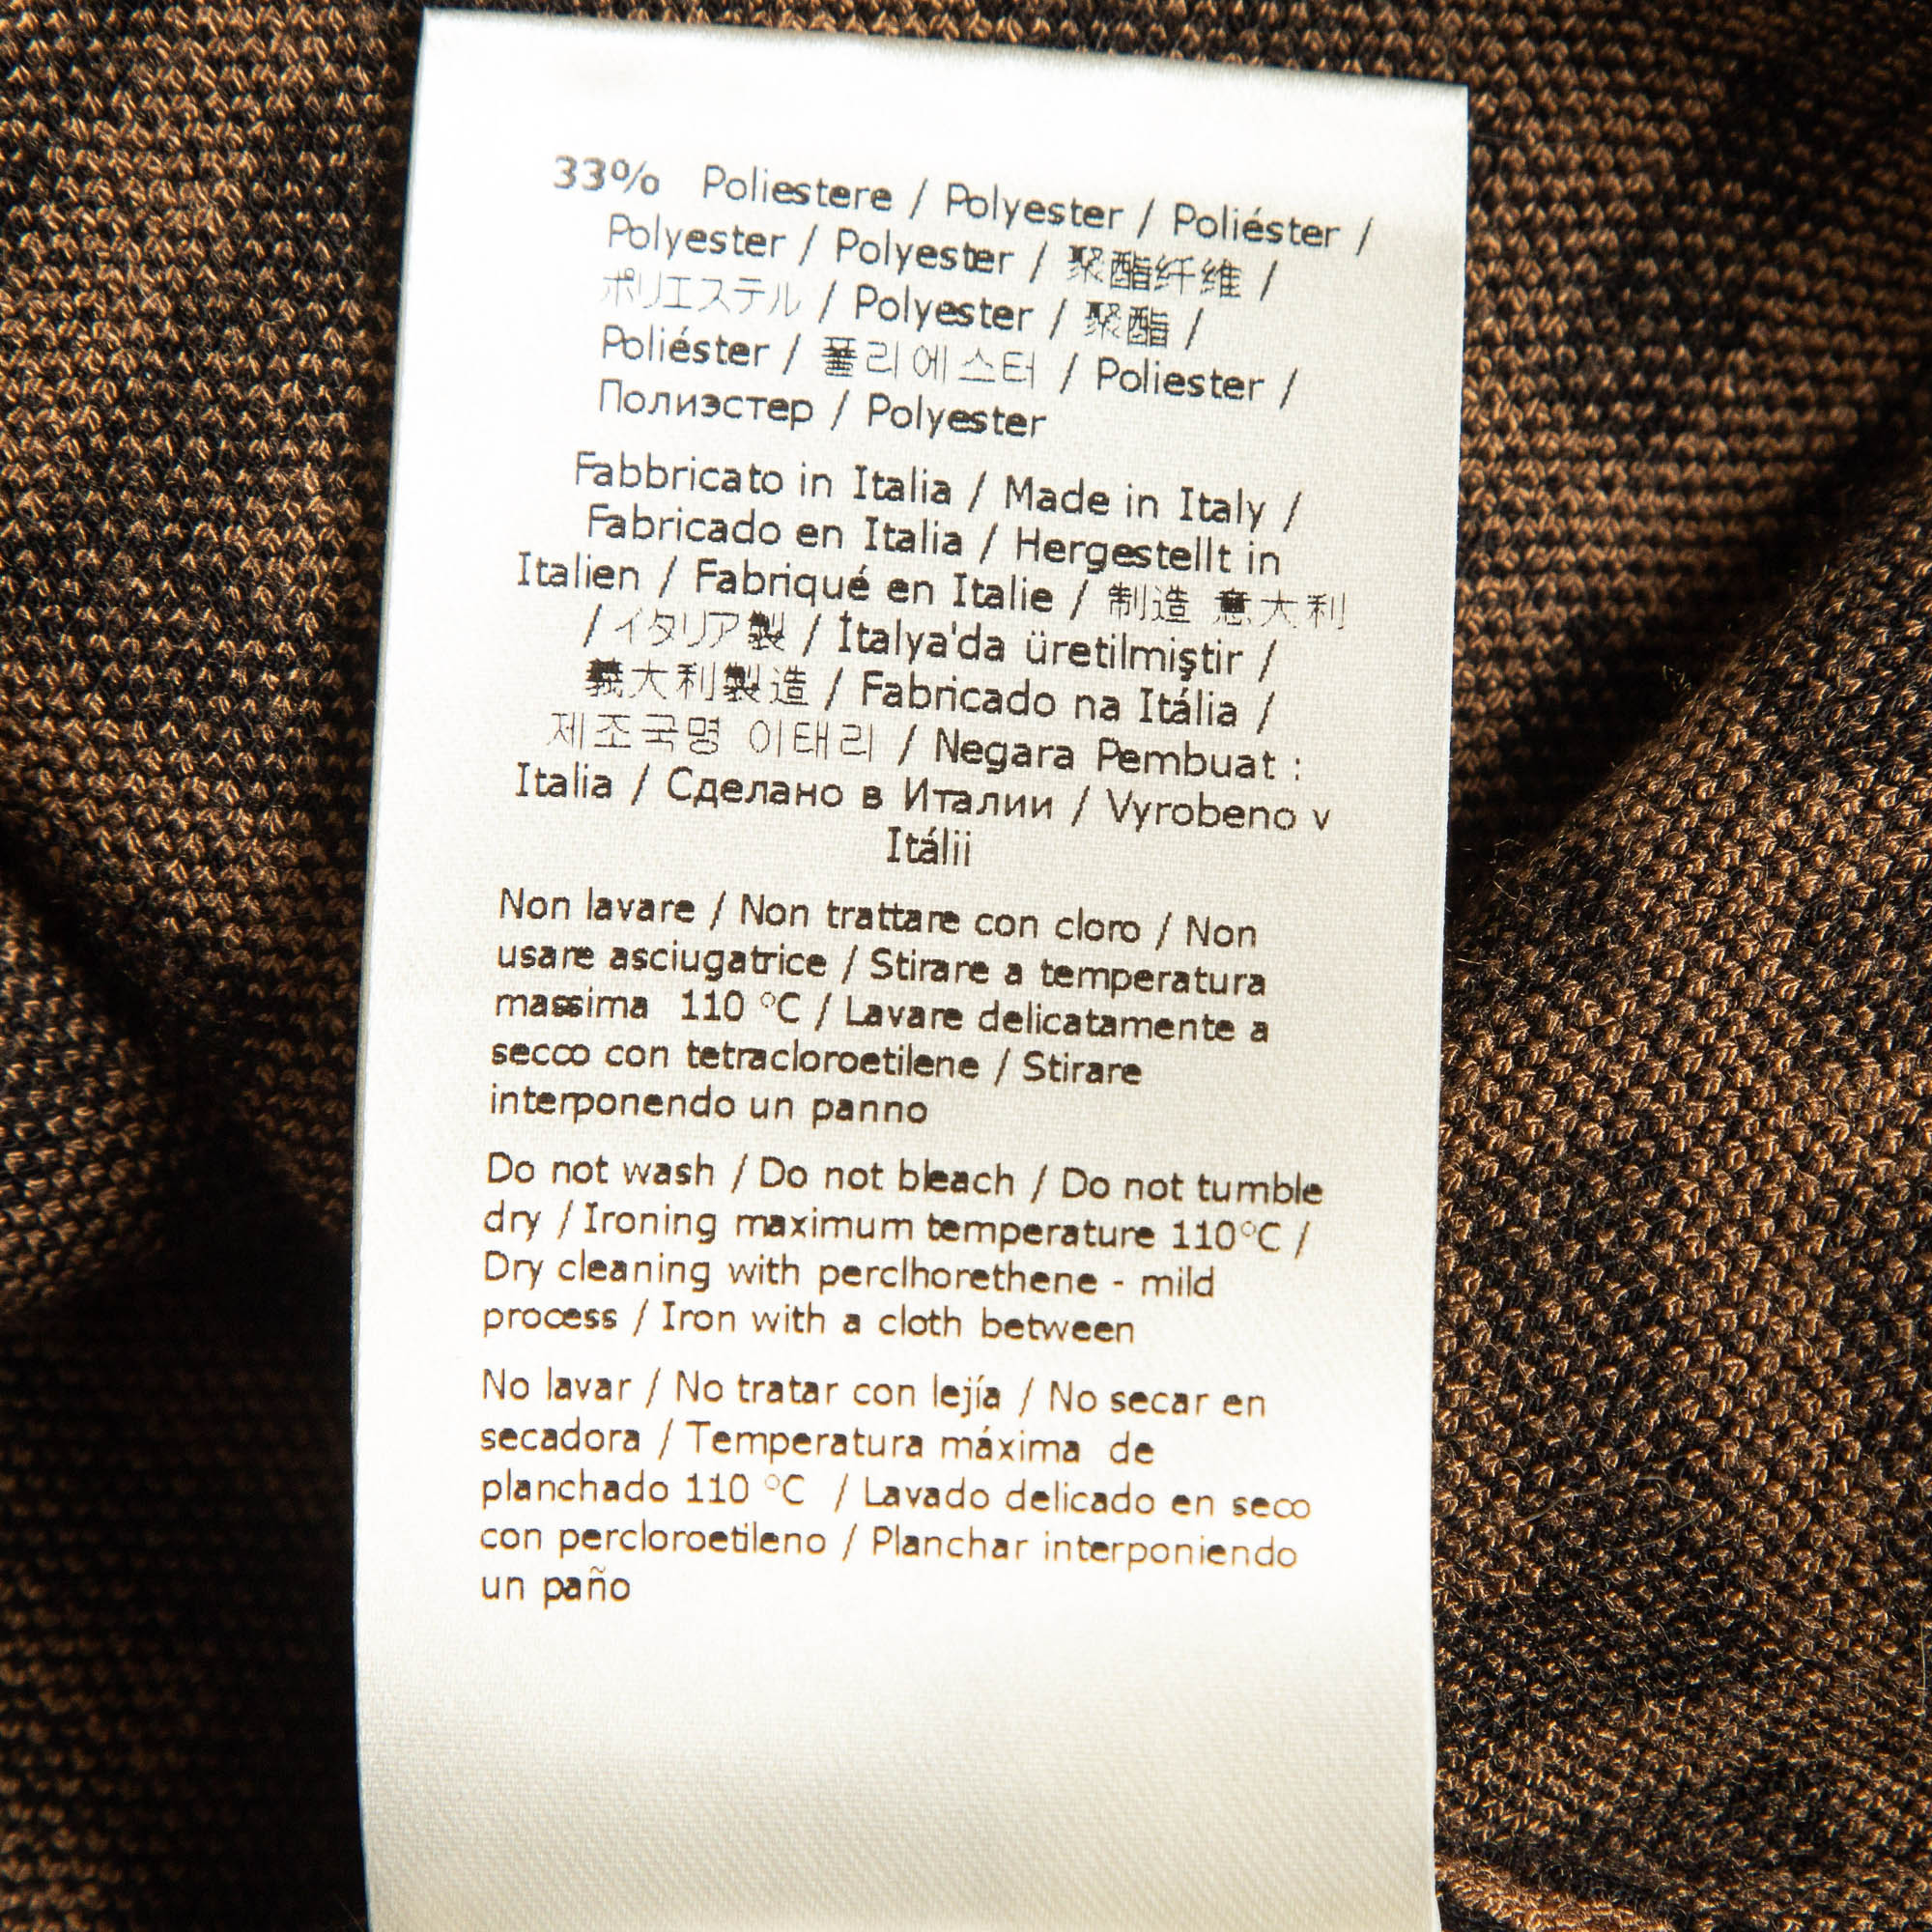 33% Poliestere / Polyester / Poliéster /
Polyester / Polyester / 聚酯纤维 /
ポリエステル / Polyester / 聚酯 /
Poliéster / 폴리에스터 / Poliester /
Полиэстер / Polyester
Fabbricato in Italia / Made in Italy /
Fabricado en Italia / Hergestellt in
Italien / Fabriqué en Italie / 制造 意大利
/ イタリア製 / İtalya'da üretilmiştir /
義大利製造 / Fabricado na Itália /
제조국명 이태리 / Negara Pembuat :
Italia / Сделано в Италии / Vyrobeno v
Itálii
Non lavare / Non trattare con cloro / Non
usare asciugatrice / Stirare a temperatura
massima 110 °C / Lavare delicatamente a
secco con tetracloroetilene / Stirare
interponendo un panno
Do not wash / Do not bleach / Do not tumble
dry / Ironing maximum temperature 110°C /
Dry cleaning with perclhorethene - mild
process / Iron with a cloth between
No lavar / No tratar con lejía / No secar en
secadora / Temperatura máxima de
planchado 110 °C / Lavado delicado en seco
con percloroetileno / Planchar interponiendo
un paño